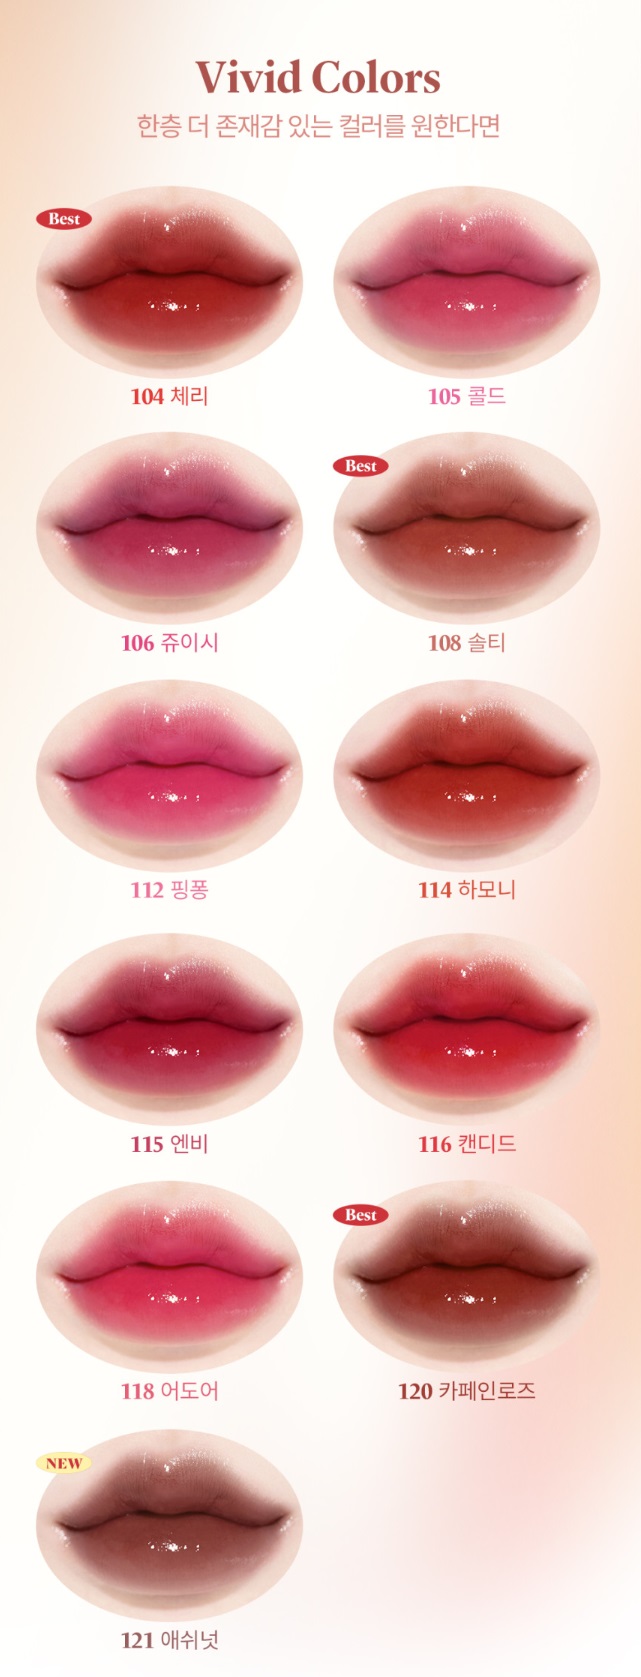 Vivid Colors
한층 더 존재감 있는 컬러를 원한다면
Best
104 체리
105 콜드
106 쥬이시
Best
108 솔티
112 핑퐁
114 하모니
115 엔비
116 캔디드
118 어도어
Best
120 카페인로즈
NEW
121 애쉬넛